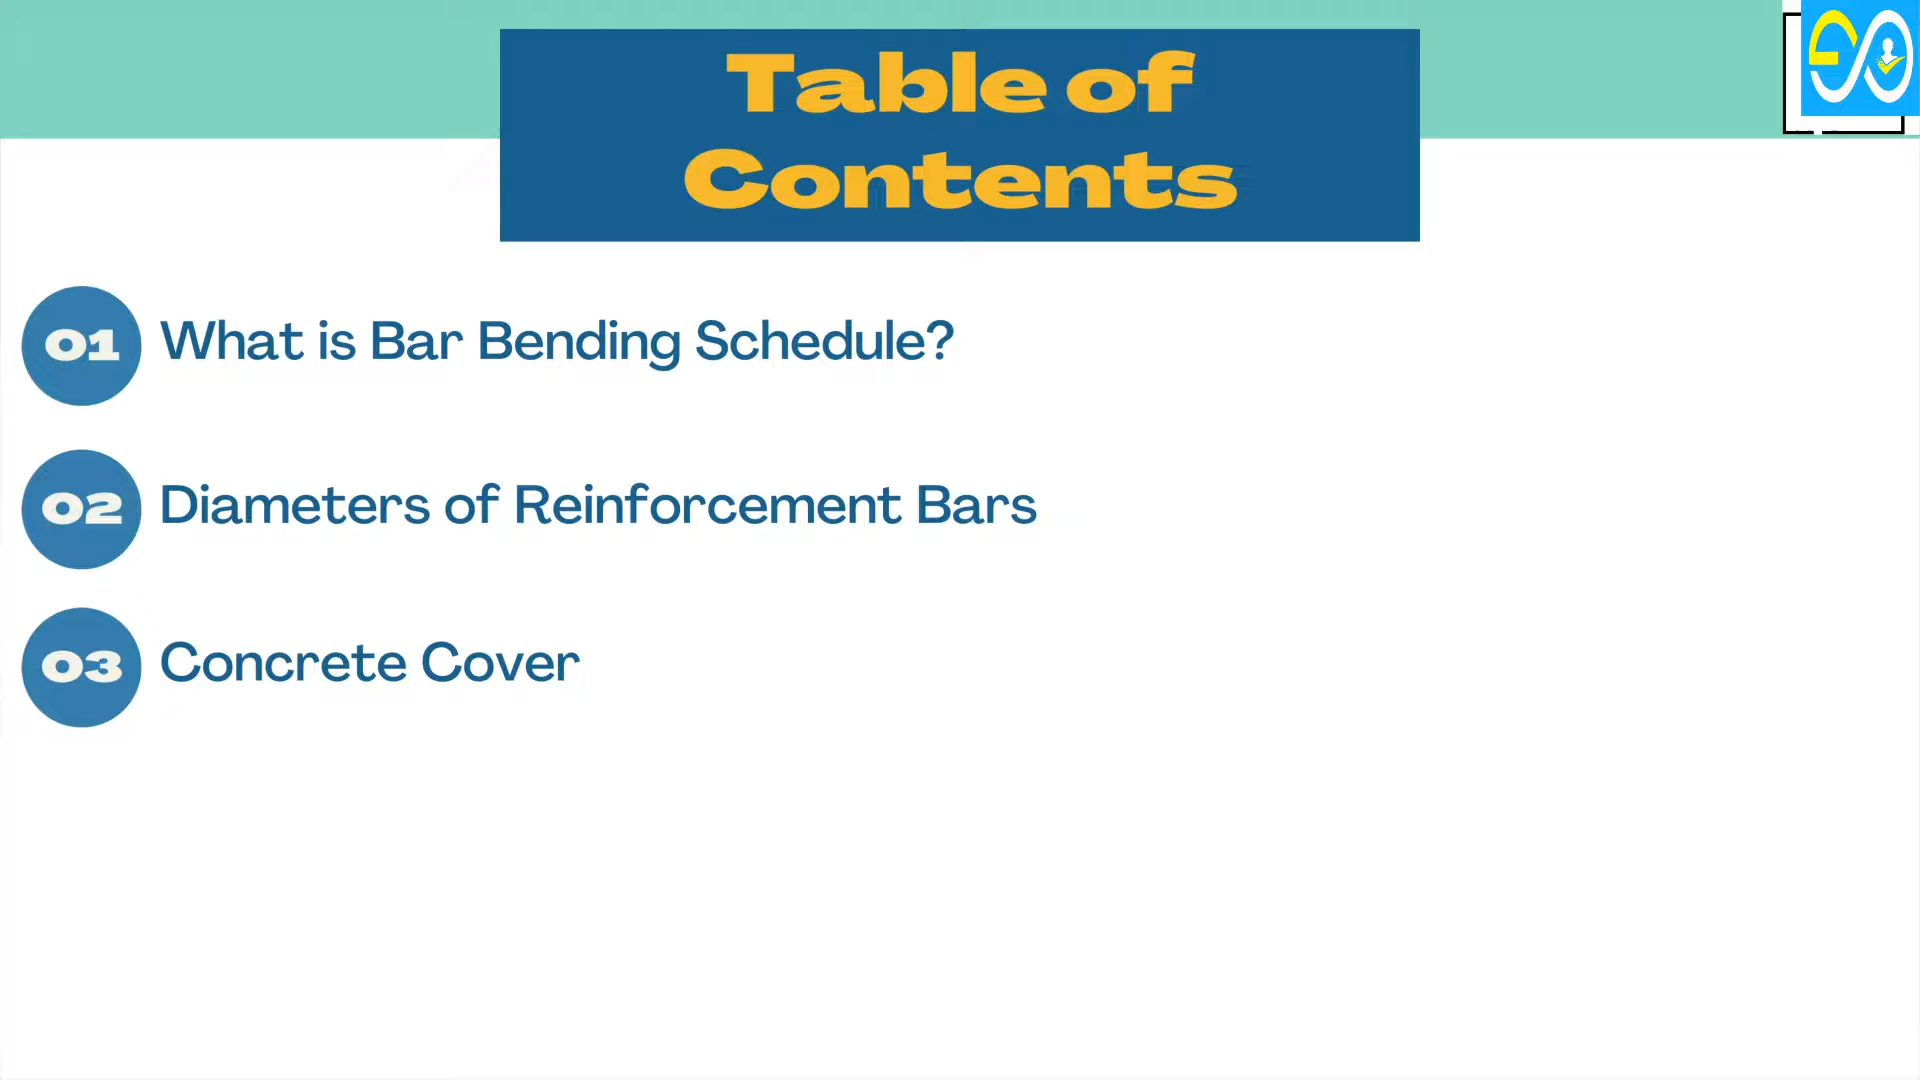 Table of
Contents
01 What is Bar Bending Schedule?
02 Diameters of Reinforcement Bars
03 Concrete Cover